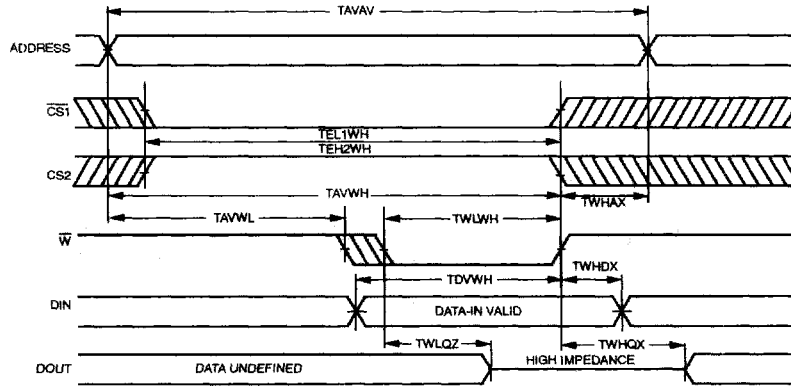 TAVAV
ADDRESS
CS1
TEL1WH
TEH2WH
CS2
TAVWH
TWHAX
TAVWL
TWLWH
W
TDVWH
TWHDX
DIN
DATA-IN VALID
TWLQZ
TWHQX
DOUT
DATA UNDEFINED
HIGH IMPEDANCE